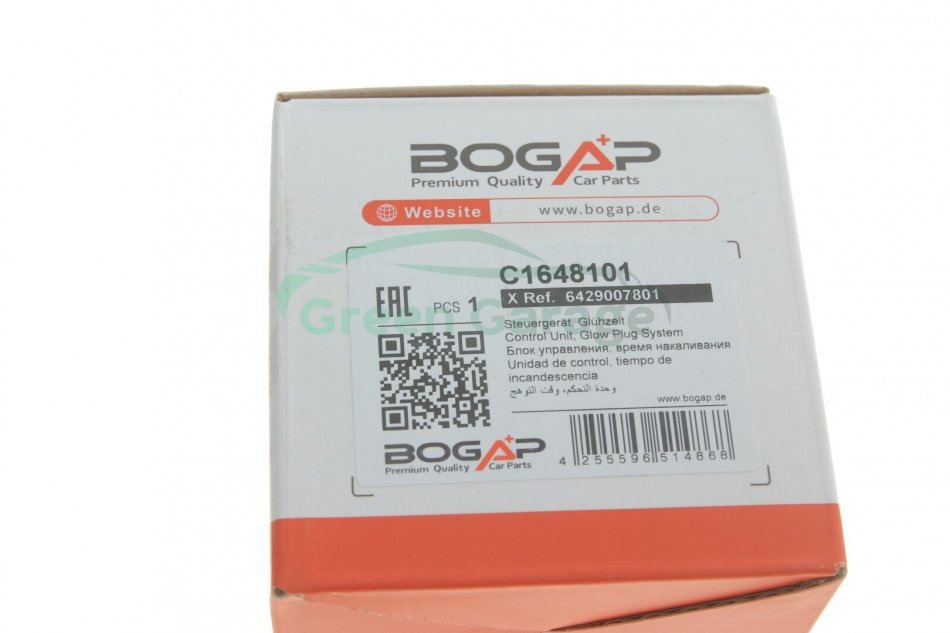 BOGAP
Premium Quality Car Parts
Website www.bogap.de
C1648101
X Ref. 6429007801
EAC PCS 1
Green Garage
Steuergerät, Glühzeit
Control Unit, Glow Plug System
Блок управления, время накаливания
Unidad de control, tiempo de
incandescencia
وحدة التحكم، وقت التوهج
www.bogap.de
BOGAP
Premium Quality Car Parts
4 255596 514868